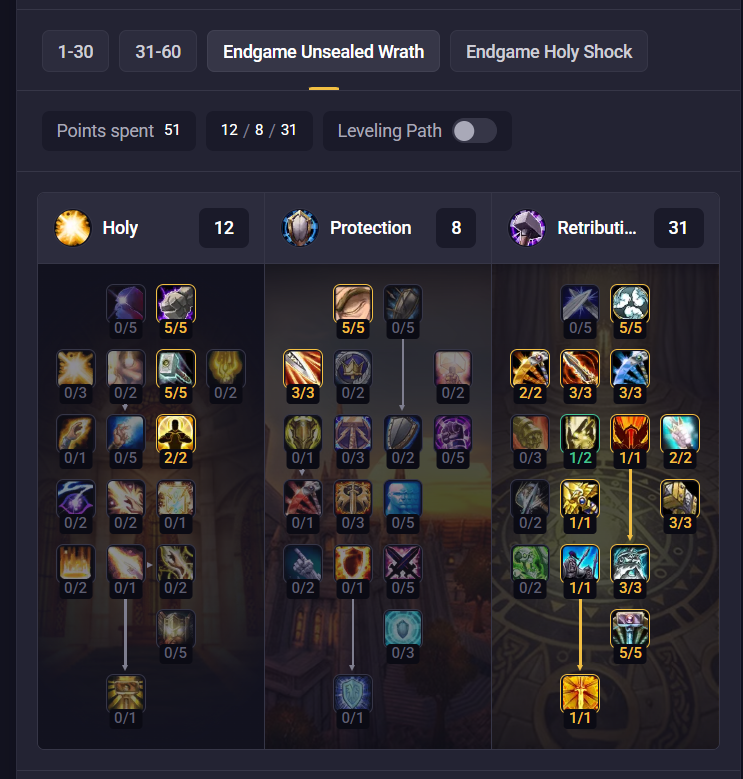 1-30 31-60 Endgame Unsealed Wrath Endgame Holy Shock
Points spent 51 12 / 8 / 31 Leveling Path
Holy 12 Protection 8 Retributi... 31
0/5 5/5 5/5 0/5 0/5 5/5
0/3 0/2 5/5 0/2 3/3 0/2 0/2 2/2 3/3 3/3
0/1 0/5 2/2 0/1 0/3 0/2 0/5 0/3 1/2 1/1 2/2
0/2 0/2 0/1 0/1 0/3 0/5 0/2 1/1 3/3
0/2 0/1 0/2 0/2 0/1 0/5 0/2 1/1 3/3
0/5 0/3 5/5
0/1 0/1 1/1